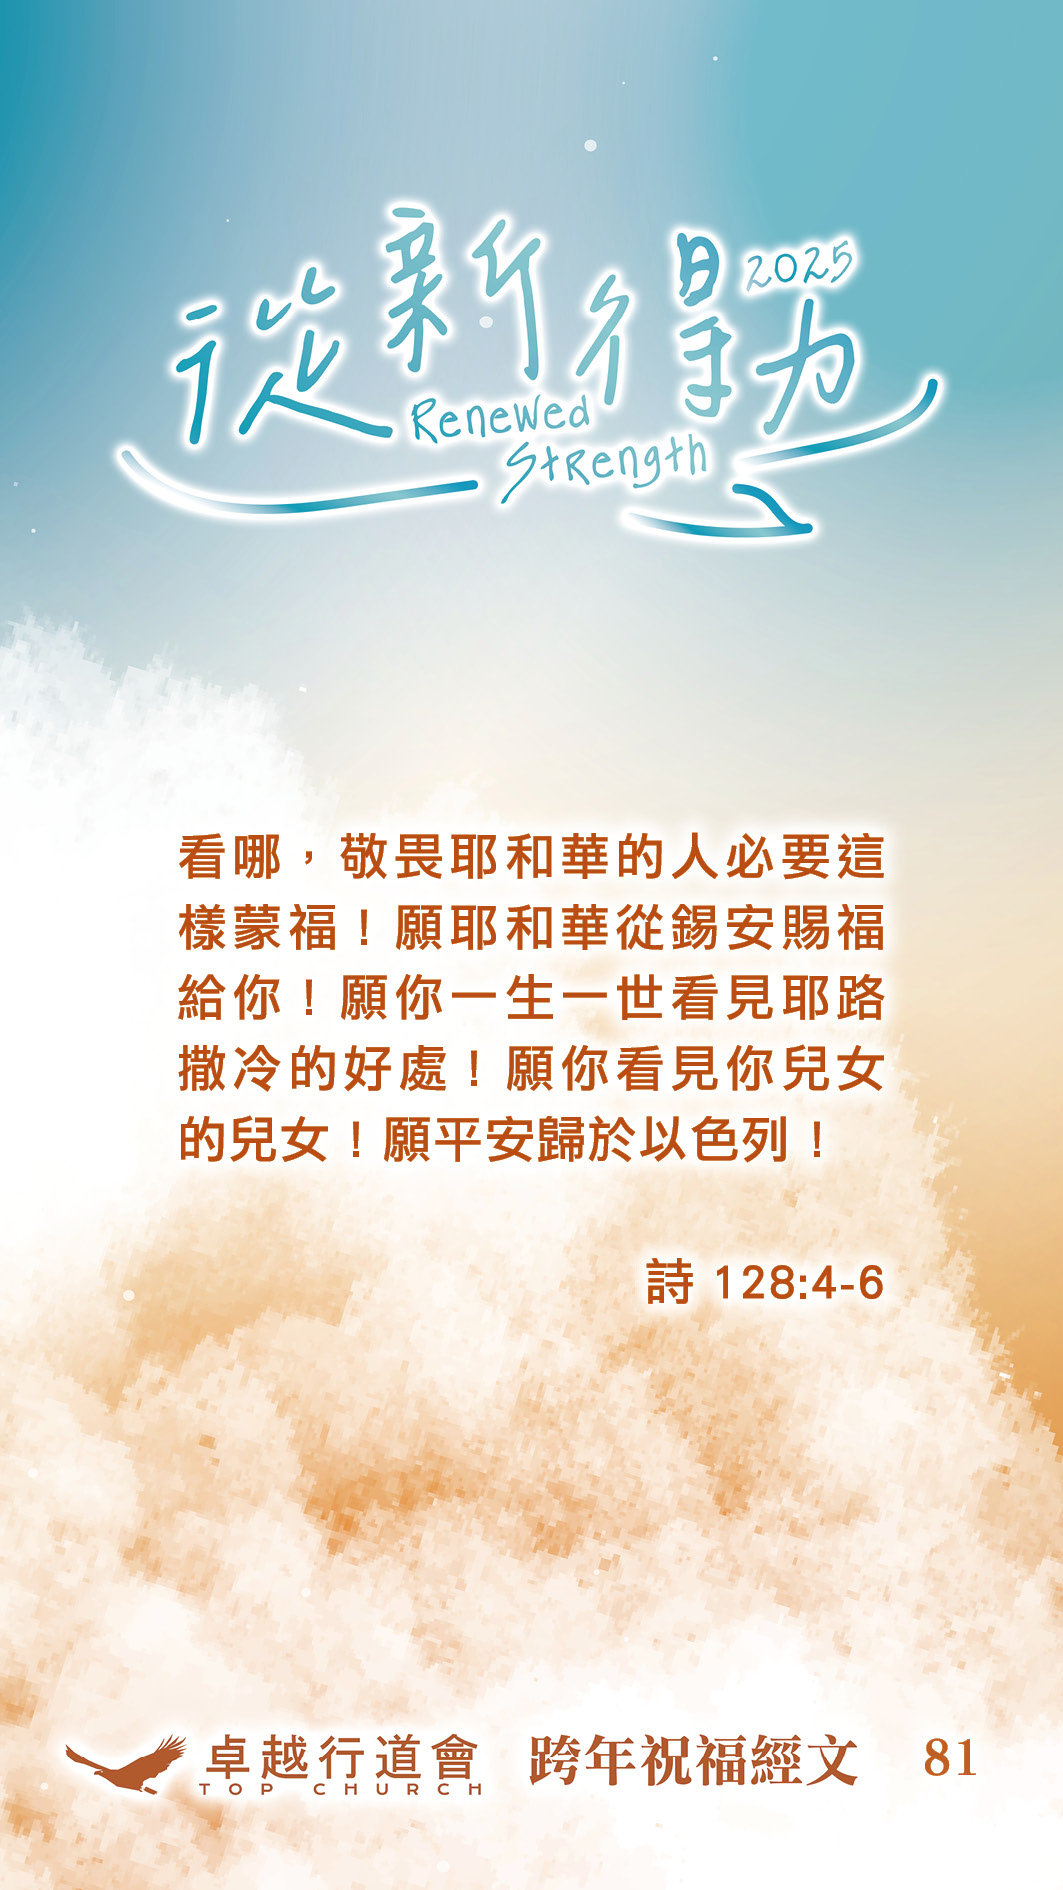 從新得力 2025
Renewed
Strength
看哪，敬畏耶和華的人必要這
樣蒙福！願耶和華從錫安賜福
給你！願你一生一世看見耶路
撒冷的好處！願你看見你兒女
的兒女！願平安歸於以色列！
詩 128:4-6
卓越行道會 跨年祝福經文 81
TOP CHURCH